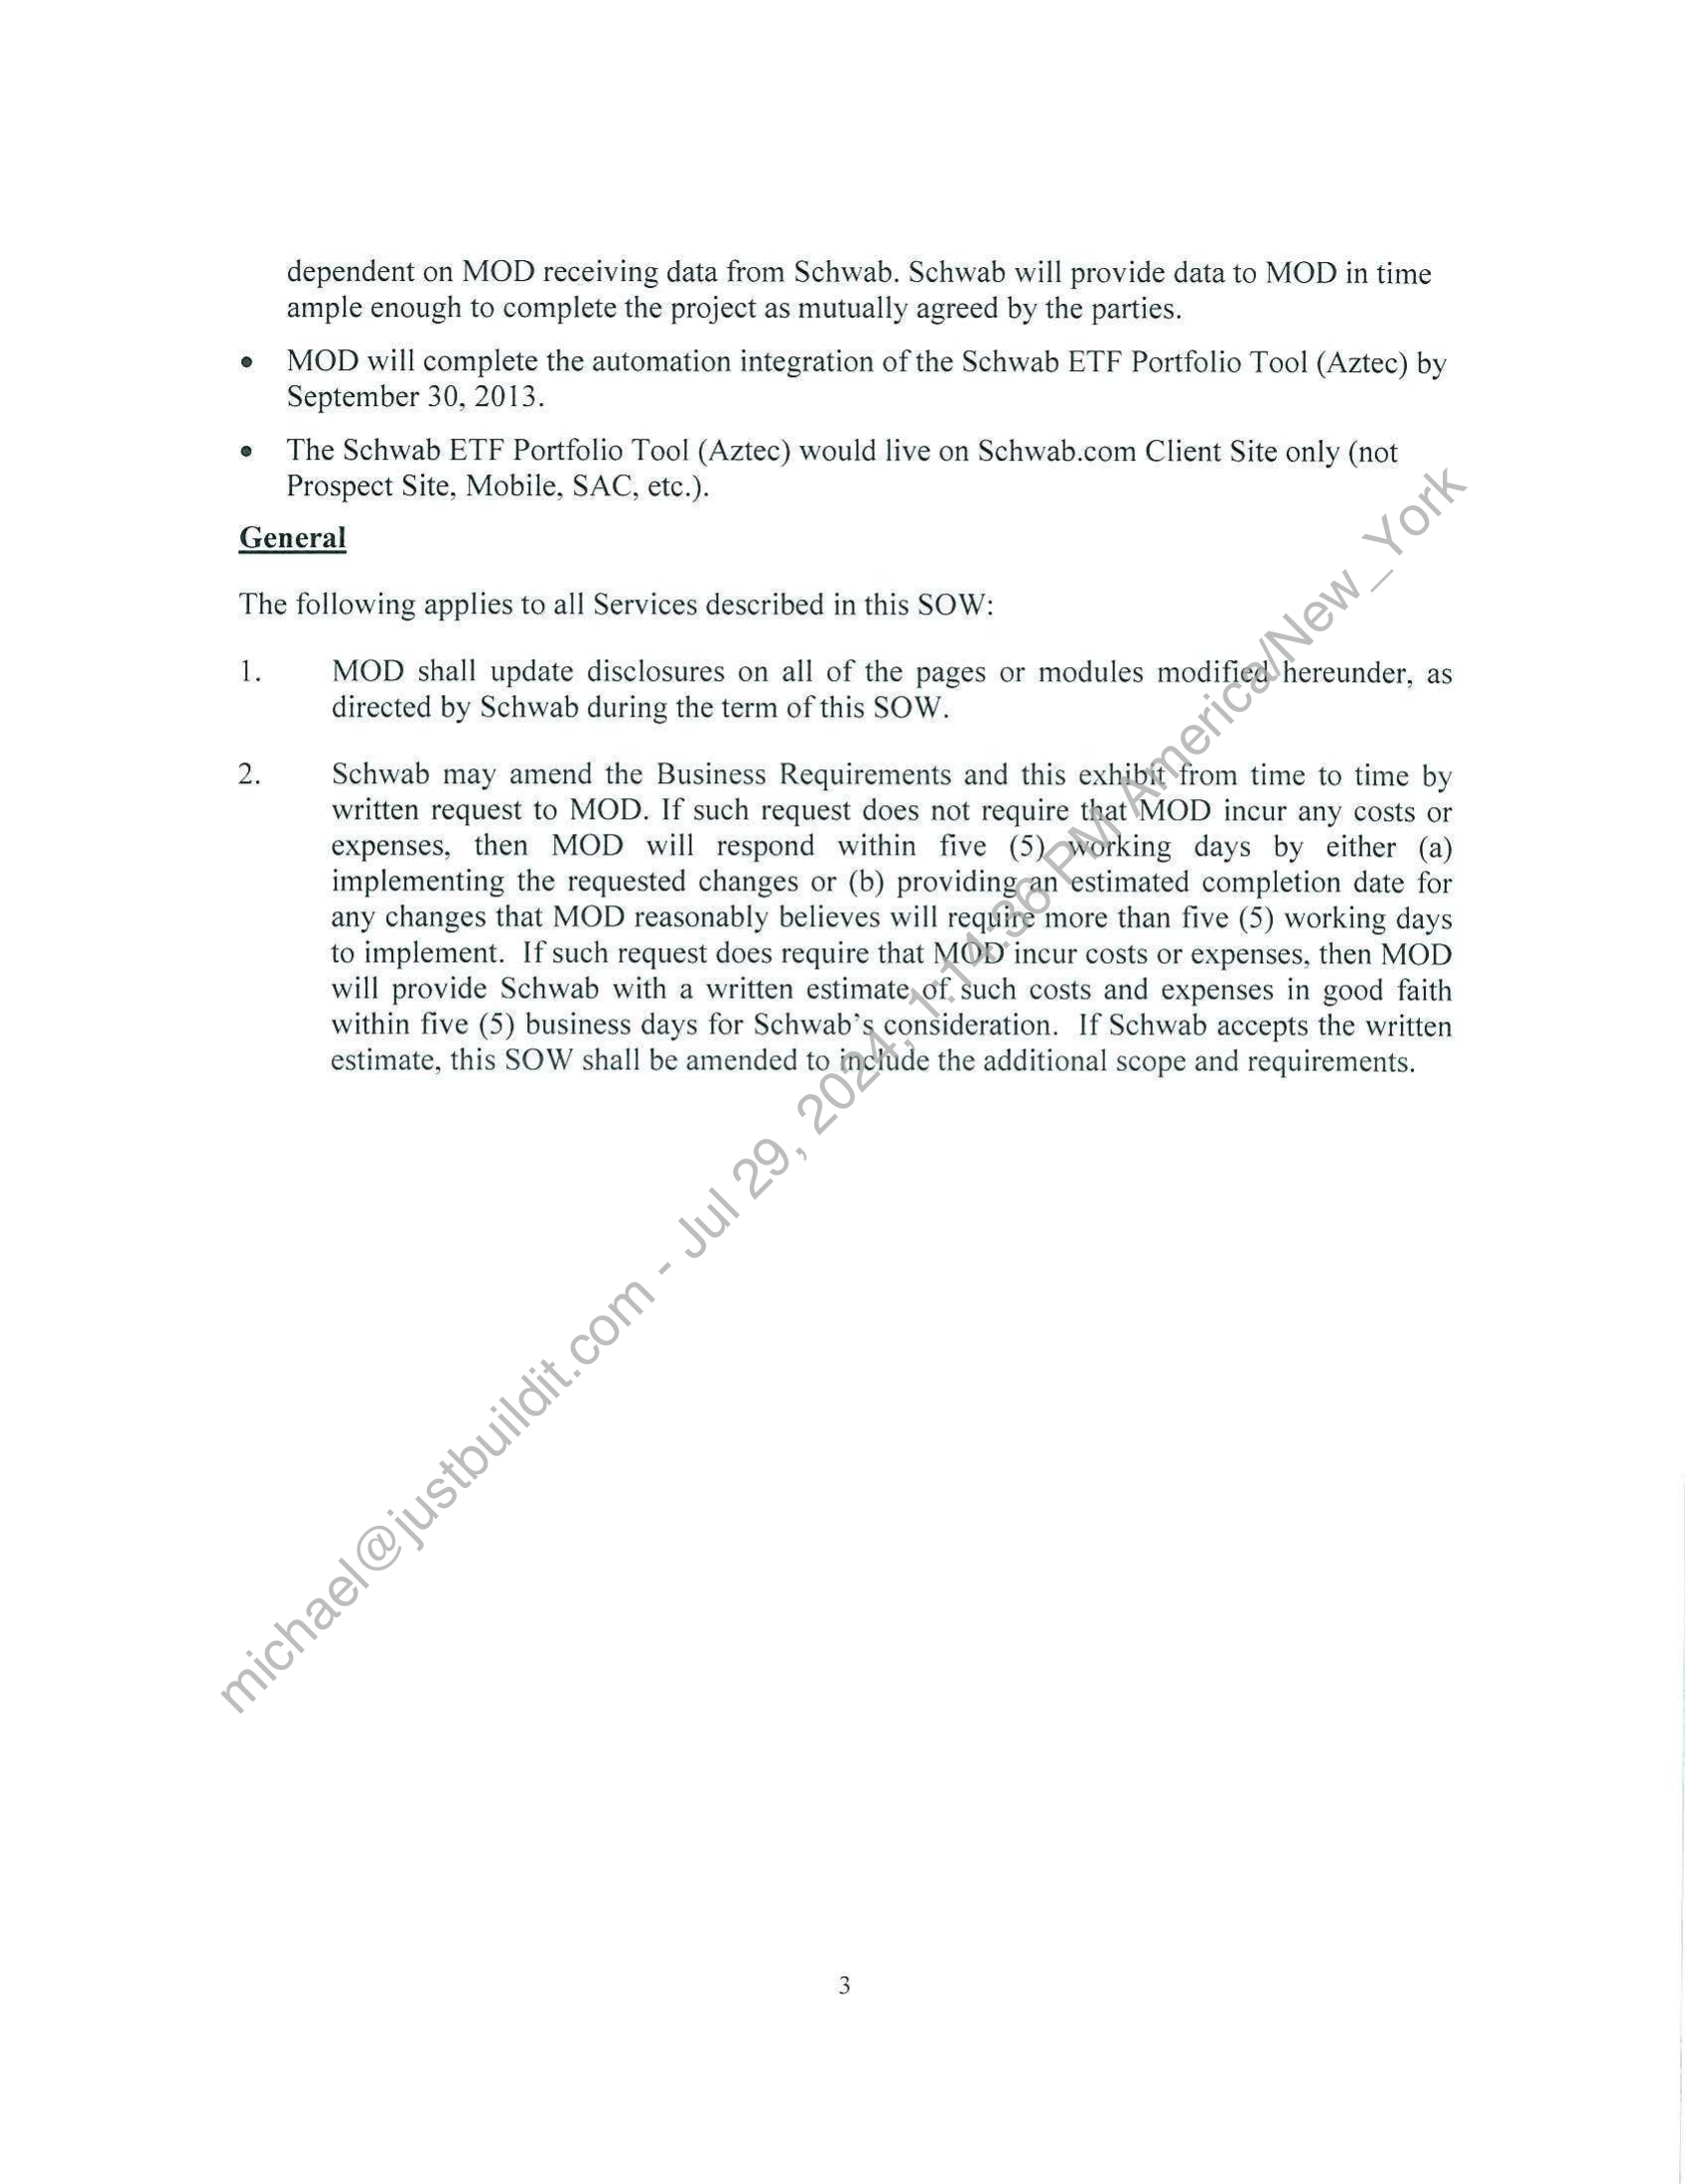 dependent on MOD receiving data from Schwab. Schwab will provide data to MOD in time
ample enough to complete the project as mutually agreed by the parties.
• MOD will complete the automation integration of the Schwab ETF Portfolio Tool (Aztec) by
September 30, 2013.
• The Schwab ETF Portfolio Tool (Aztec) would live on Schwab.com Client Site only (not
Prospect Site, Mobile, SAC, etc.).
General
The following applies to all Services described in this SOW:
1. MOD shall update disclosures on all of the pages or modules modified hereunder, as
directed by Schwab during the term of this SOW.
2. Schwab may amend the Business Requirements and this exhibit from time to time by
written request to MOD. If such request does not require that MOD incur any costs or
expenses, then MOD will respond within five (5) working days by either (a)
implementing the requested changes or (b) providing an estimated completion date for
any changes that MOD reasonably believes will require more than five (5) working days
to implement. If such request does require that MOD incur costs or expenses, then MOD
will provide Schwab with a written estimate of such costs and expenses in good faith
within five (5) business days for Schwab's consideration. If Schwab accepts the written
estimate, this SOW shall be amended to include the additional scope and requirements.
michael@justbuildit.com - Jul 29, 2024, 1:14:36 PM America/New_York
3